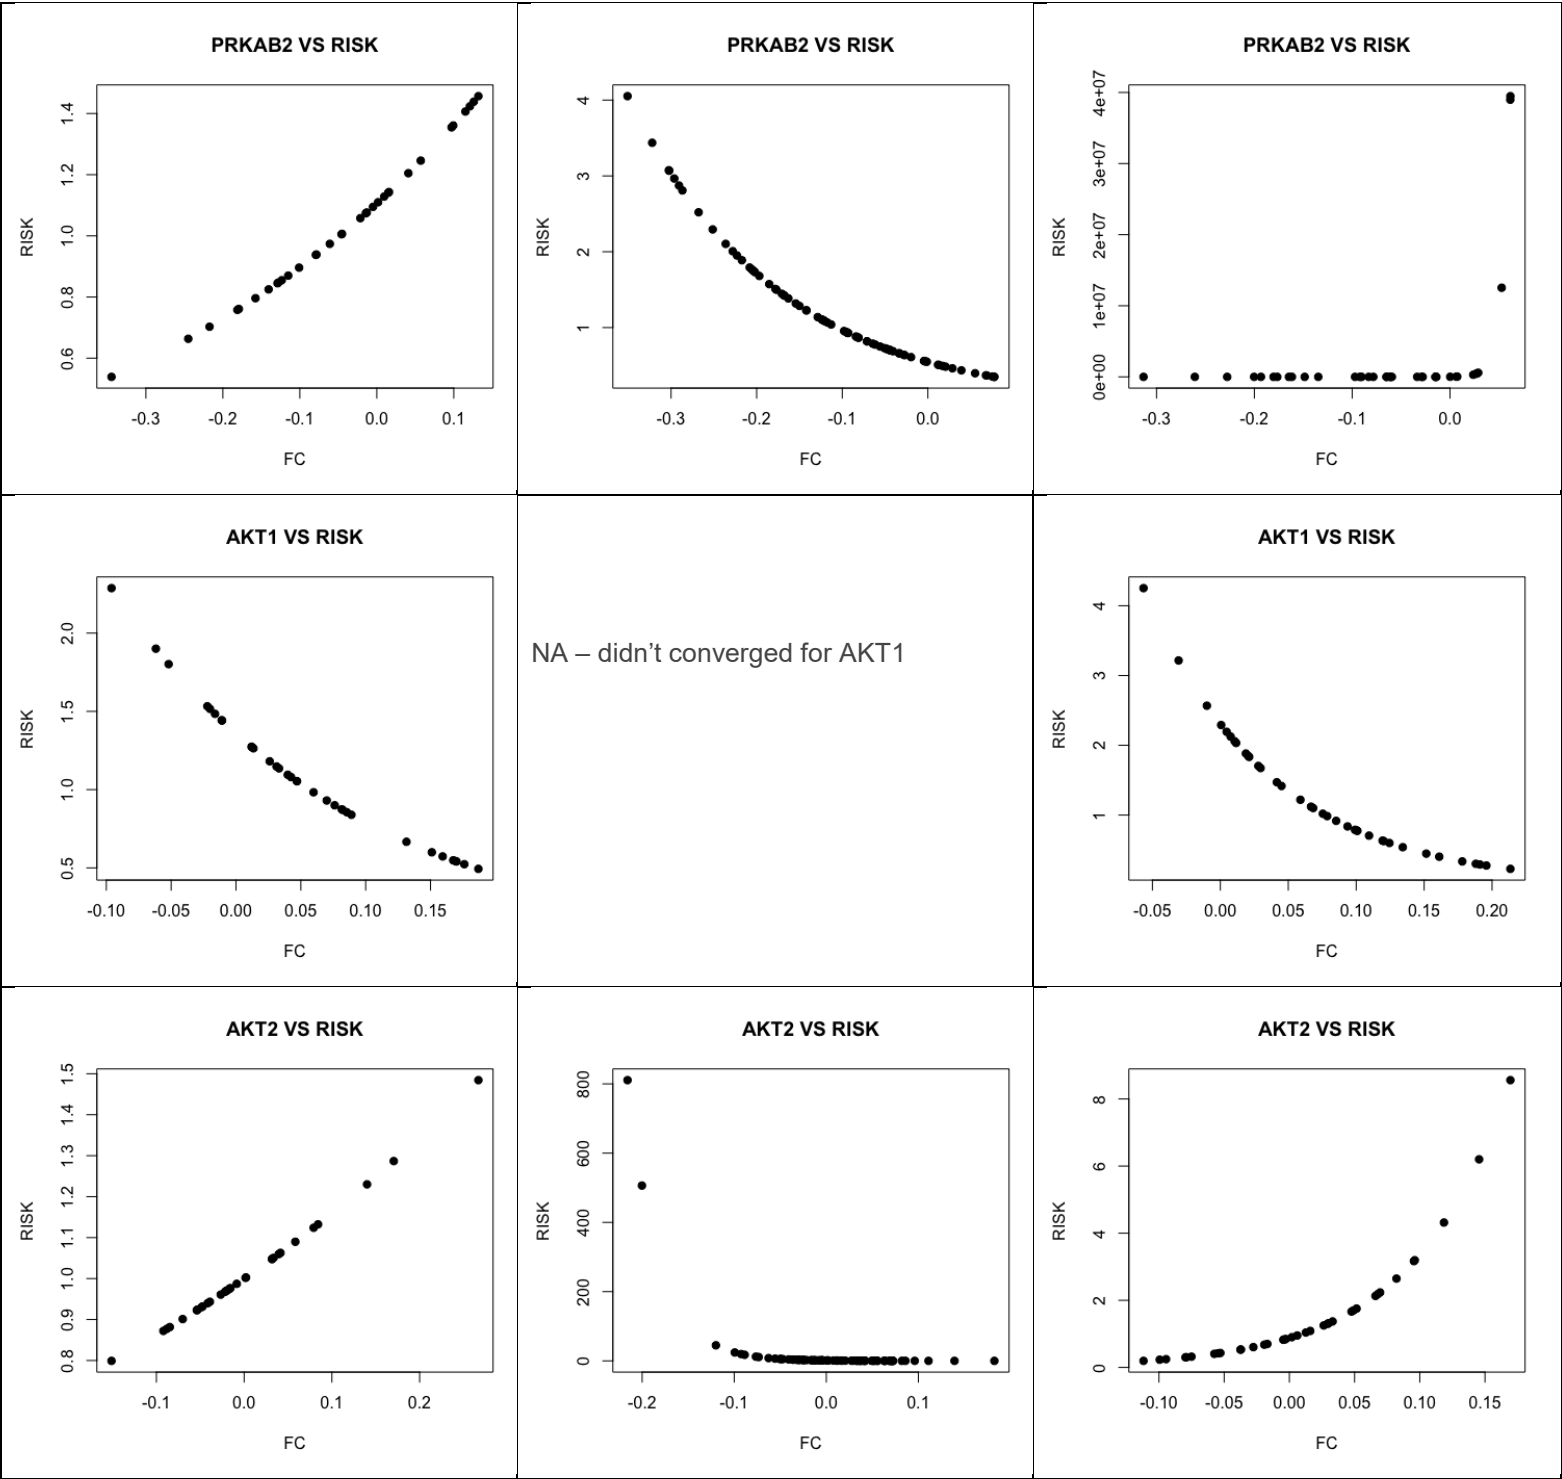 PRKAB2 VS RISK
RISK
1.4
1.2
1.0
0.8
0.6
-0.3 -0.2 -0.1 0.0 0.1
FC
PRKAB2 VS RISK
RISK
4
3
2
1
-0.3 -0.2 -0.1 0.0
FC
PRKAB2 VS RISK
RISK
4e+07
3e+07
2e+07
1e+07
0e+00
-0.3 -0.2 -0.1 0.0
FC
AKT1 VS RISK
RISK
2.0
1.5
1.0
0.5
-0.10 -0.05 0.00 0.05 0.10 0.15
FC
NA – didn’t converged for AKT1
AKT1 VS RISK
RISK
4
3
2
1
-0.05 0.00 0.05 0.10 0.15 0.20
FC
AKT2 VS RISK
RISK
1.5
1.4
1.3
1.2
1.1
1.0
0.9
0.8
-0.1 0.0 0.1 0.2
FC
AKT2 VS RISK
RISK
800
600
400
200
0
-0.2 -0.1 0.0 0.1
FC
AKT2 VS RISK
RISK
8
6
4
2
0
-0.10 -0.05 0.00 0.05 0.10 0.15
FC